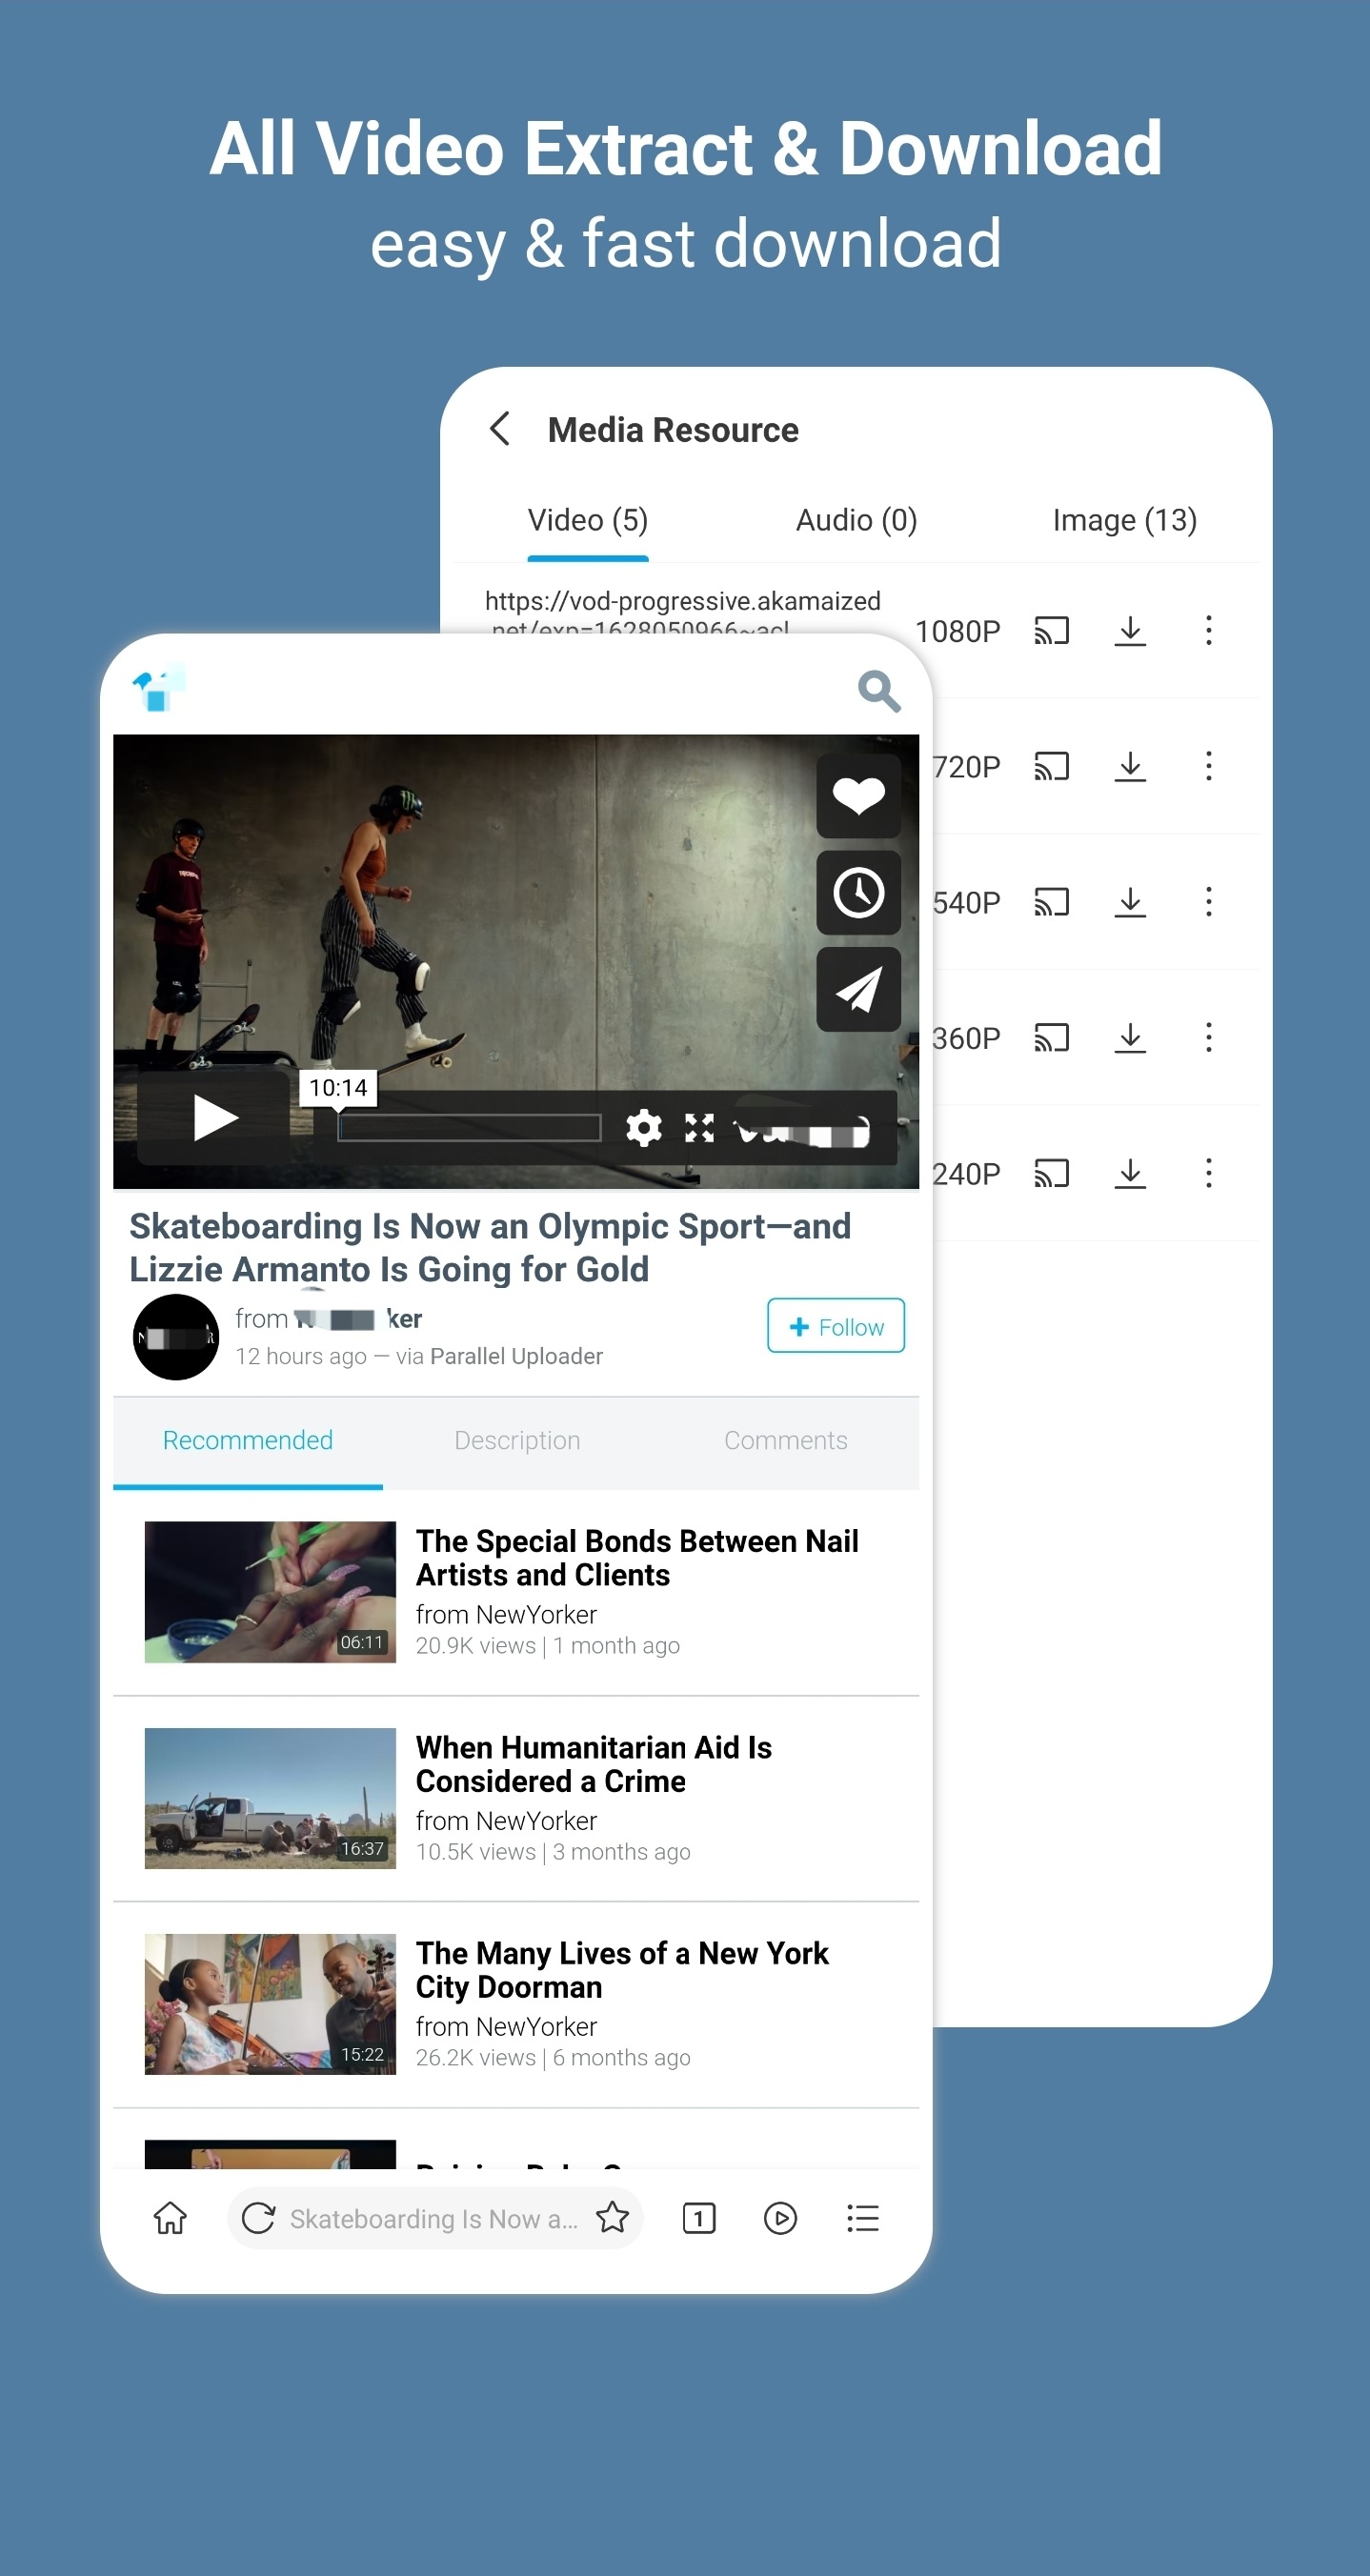 All Video Extract & Download
easy & fast download
Media Resource
Video (5)
Audio (0)
Image (13)
https://vod-progressive.akamaized
net/exp=1628050966~acl
1080P
720P
540P
360P
240P
10:14
Skateboarding Is Now an Olympic Sport—and
Lizzie Armanto Is Going for Gold
from ker
12 hours ago — via Parallel Uploader
+ Follow
Recommended
Description
Comments
The Special Bonds Between Nail
Artists and Clients
from NewYorker
20.9K views | 1 month ago
06:11
When Humanitarian Aid Is
Considered a Crime
from NewYorker
10.5K views | 3 months ago
16:37
The Many Lives of a New York
City Doorman
from NewYorker
26.2K views | 6 months ago
15:22
Skateboarding Is Now a...
1